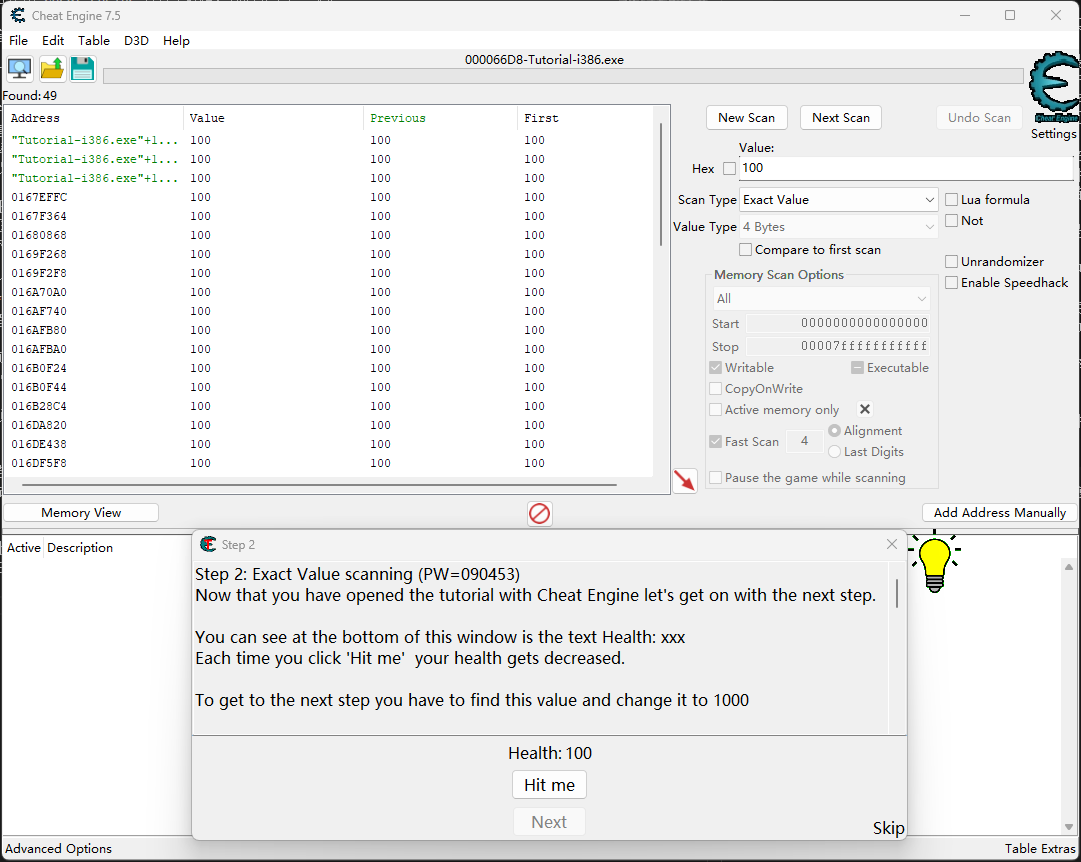 Cheat Engine 7.5
File Edit Table D3D Help
000066D8-Tutorial-i386.exe
Found: 49
Address Value Previous First
"Tutorial-i386.exe"+1... 100 100 100
"Tutorial-i386.exe"+1... 100 100 100
"Tutorial-i386.exe"+1... 100 100 100
0167EFFC 100 100 100
0167F364 100 100 100
01680868 100 100 100
0169F268 100 100 100
0169F2F8 100 100 100
016A70A0 100 100 100
016AF740 100 100 100
016AFB80 100 100 100
016AFBA0 100 100 100
016B0F24 100 100 100
016B0F44 100 100 100
016B28C4 100 100 100
016DA820 100 100 100
016DE438 100 100 100
016DF5F8 100 100 100
New Scan Next Scan Undo Scan
Cheat Engine
Settings
Value:
Hex 100
Scan Type Exact Value
Lua formula
Value Type 4 Bytes
Not
Compare to first scan
Unrandomizer
Enable Speedhack
Memory Scan Options
All
Start 0000000000000000
Stop 00007fffffffffff
Writable Executable
CopyOnWrite
Active memory only
Fast Scan 4 Alignment
Last Digits
Pause the game while scanning
Memory View
Add Address Manually
Active Description
Step 2
Step 2: Exact Value scanning (PW=090453)
Now that you have opened the tutorial with Cheat Engine let's get on with the next step.
You can see at the bottom of this window is the text Health: xxx
Each time you click 'Hit me'  your health gets decreased.
To get to the next step you have to find this value and change it to 1000
Health: 100
Hit me
Next
Skip
Advanced Options
Table Extras